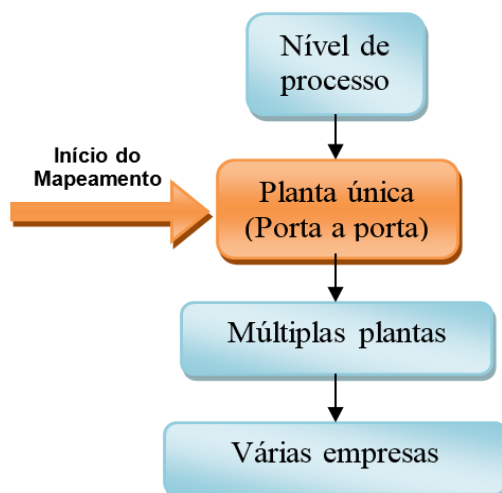 Nível de
processo
Início do
Mapeamento
Planta única
(Porta a porta)
Múltiplas plantas
Várias empresas